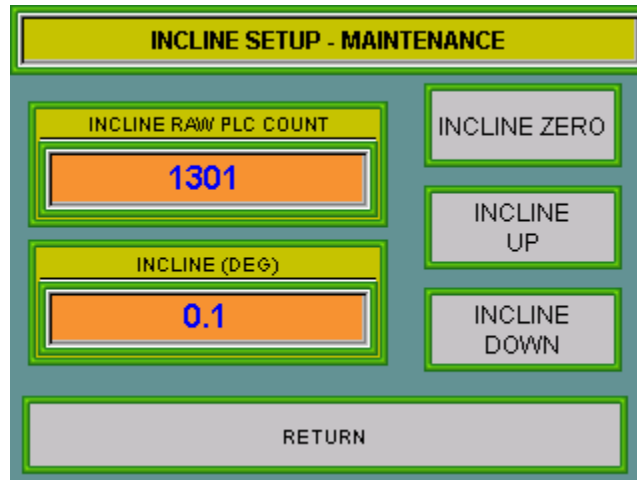 INCLINE SETUP - MAINTENANCE
INCLINE RAW PLC COUNT
1301
INCLINE (DEG)
0.1
INCLINE ZERO
INCLINE
UP
INCLINE
DOWN
RETURN